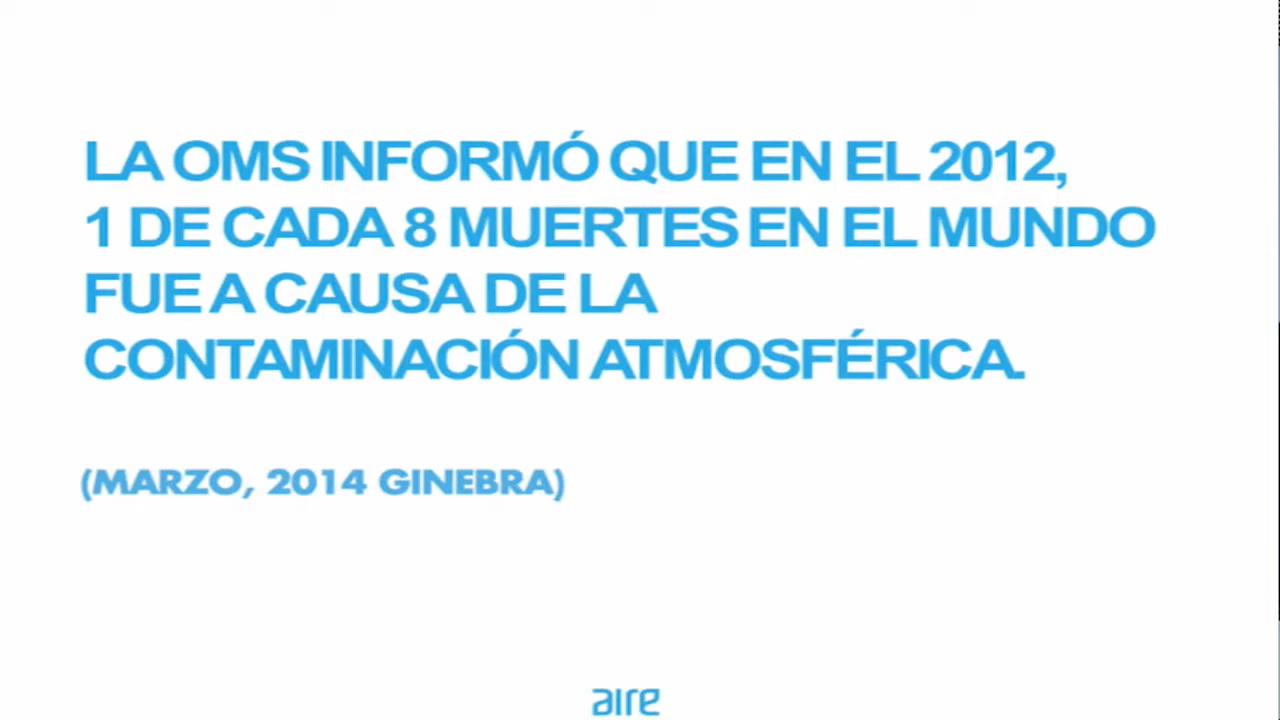 LA OMS INFORMÓ QUE EN EL 2012,
1 DE CADA 8 MUERTES EN EL MUNDO
FUE A CAUSA DE LA
CONTAMINACIÓN ATMOSFÉRICA.
(MARZO, 2014 GINEBRA)
aire